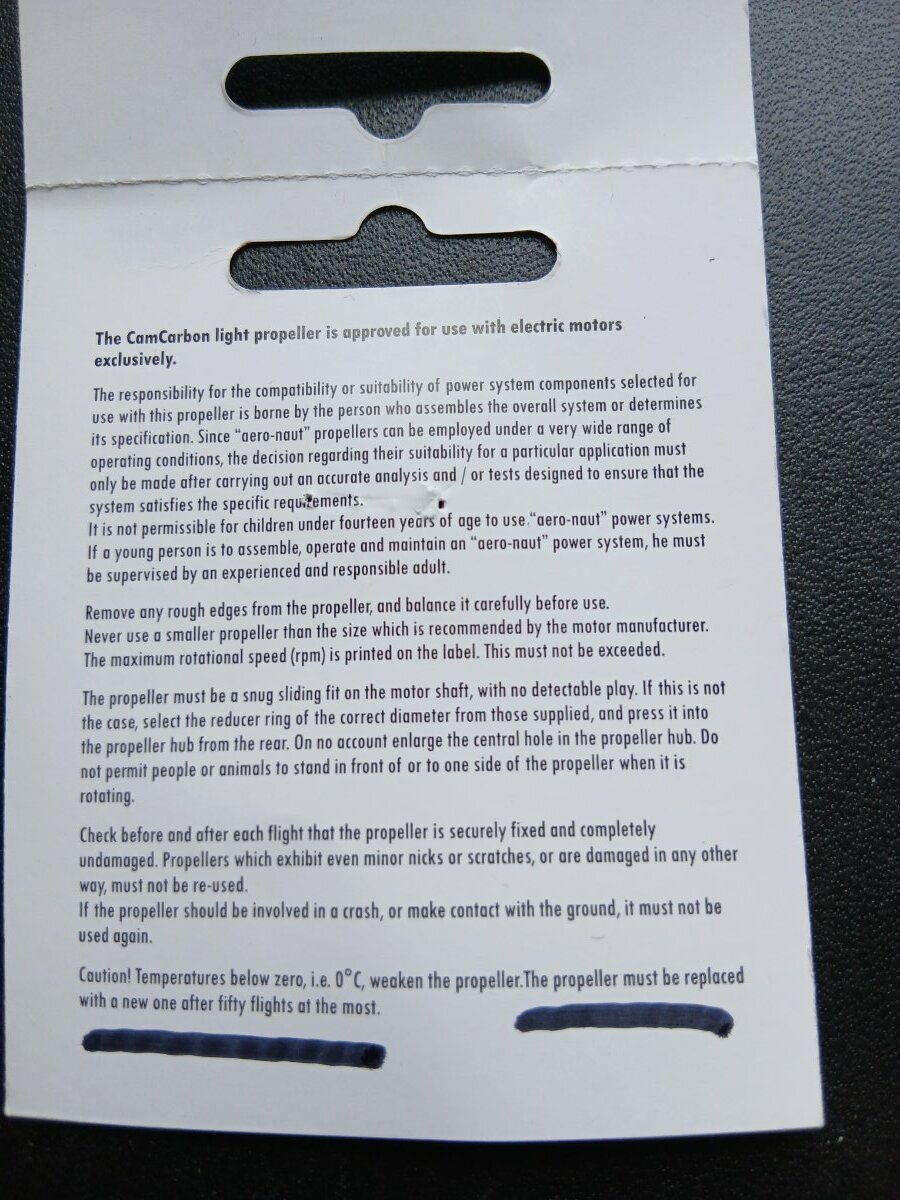 The CamCarbon light propeller is approved for use with electric motors
exclusively.
The responsibility for the compatibility or suitability of power system components selected for
use with this propeller is borne by the person who assembles the overall system or determines
its specification. Since “aero-naut” propellers can be employed under a very wide range of
operating conditions, the decision regarding their suitability for a particular application must
only be made after carrying out an accurate analysis and / or tests designed to ensure that the
system satisfies the specific requirements.
It is not permissible for children under fourteen years of age to use “aero-naut” power systems.
If a young person is to assemble, operate and maintain an “aero-naut” power system, he must
be supervised by an experienced and responsible adult.
Remove any rough edges from the propeller, and balance it carefully before use.
Never use a smaller propeller than the size which is recommended by the motor manufacturer.
The maximum rotational speed (rpm) is printed on the label. This must not be exceeded.
The propeller must be a snug sliding fit on the motor shaft, with no detectable play. If this is not
the case, select the reducer ring of the correct diameter from those supplied, and press it into
the propeller hub from the rear. On no account enlarge the central hole in the propeller hub. Do
not permit people or animals to stand in front of or to one side of the propeller when it is
rotating.
Check before and after each flight that the propeller is securely fixed and completely
undamaged. Propellers which exhibit even minor nicks or scratches, or are damaged in any other
way, must not be re-used.
If the propeller should be involved in a crash, or make contact with the ground, it must not be
used again.
Caution! Temperatures below zero, i.e. 0°C, weaken the propeller.The propeller must be replaced
with a new one after fifty flights at the most.